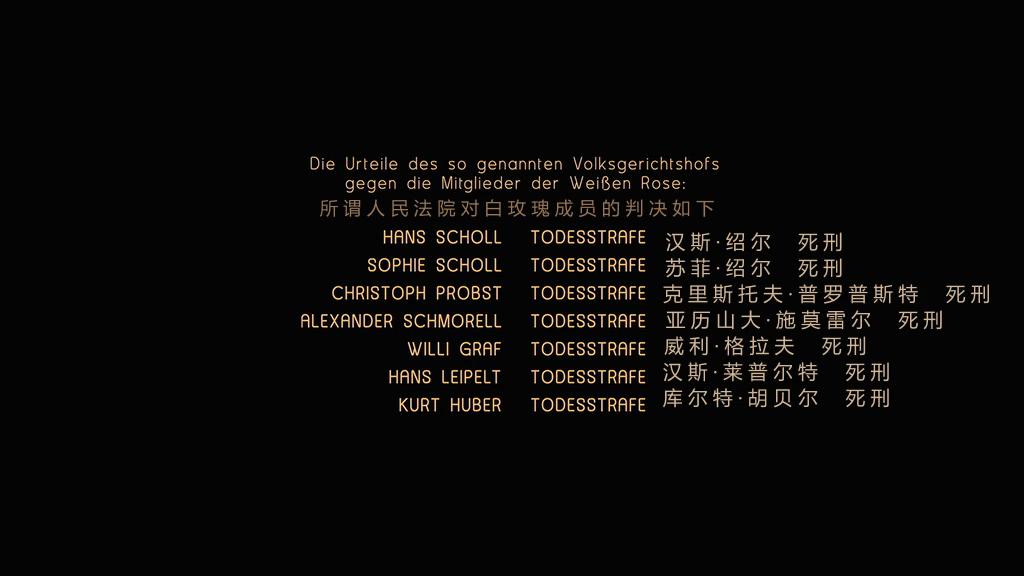 Die Urteile des so genannten Volksgerichtshofs
gegen die Mitglieder der Weißen Rose:
所谓人民法院对白玫瑰成员的判决如下
HANS SCHOLL TODESSTRAFE 汉斯·绍尔 死刑
SOPHIE SCHOLL TODESSTRAFE 苏菲·绍尔 死刑
CHRISTOPH PROBST TODESSTRAFE 克里斯托夫·普罗普斯特 死刑
ALEXANDER SCHMORELL TODESSTRAFE 亚历山大·施莫雷尔 死刑
WILLI GRAF TODESSTRAFE 威利·格拉夫 死刑
HANS LEIPELT TODESSTRAFE 汉斯·莱普尔特 死刑
KURT HUBER TODESSTRAFE 库尔特·胡贝尔 死刑